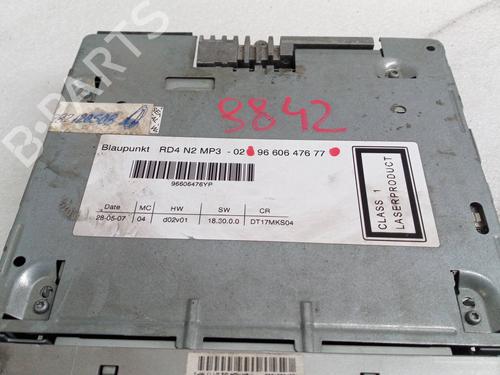 B-PARTS
8842
Blaupunkt RD4 N2 MP3 - 02 96 606 476 77
96606476YP
Date MC HW SW CR
28-05-07 04 d02v01 18.30.0.0 DT17MKS04
CLASS 1
LASERPRODUCT